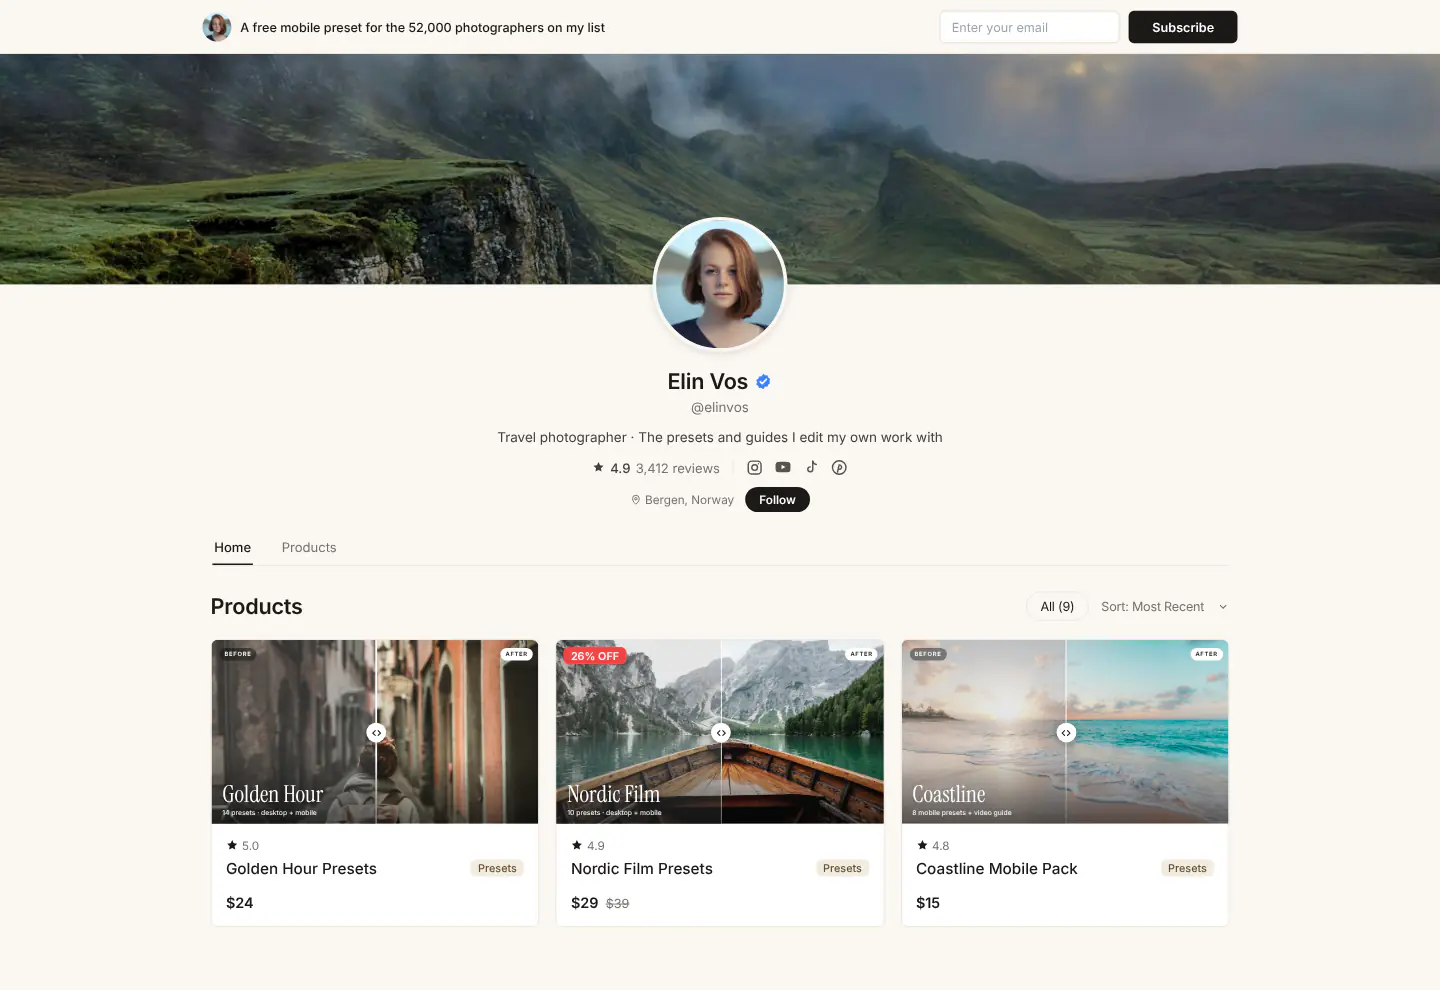 A free mobile preset for the 52,000 photographers on my list
Enter your email
Subscribe
Elin Vos
@elinvos
Travel photographer · The presets and guides I edit my own work with
4.9 3,412 reviews
Bergen, Norway
Follow
Home
Products
Products
All (9)
Sort: Most Recent
BEFORE
AFTER
Golden Hour
14 presets · desktop + mobile
5.0
Golden Hour Presets
Presets
$24
26% OFF
AFTER
Nordic Film
10 presets · desktop + mobile
4.9
Nordic Film Presets
Presets
$29 $39
BEFORE
AFTER
Coastline
8 mobile presets + video guide
4.8
Coastline Mobile Pack
Presets
$15